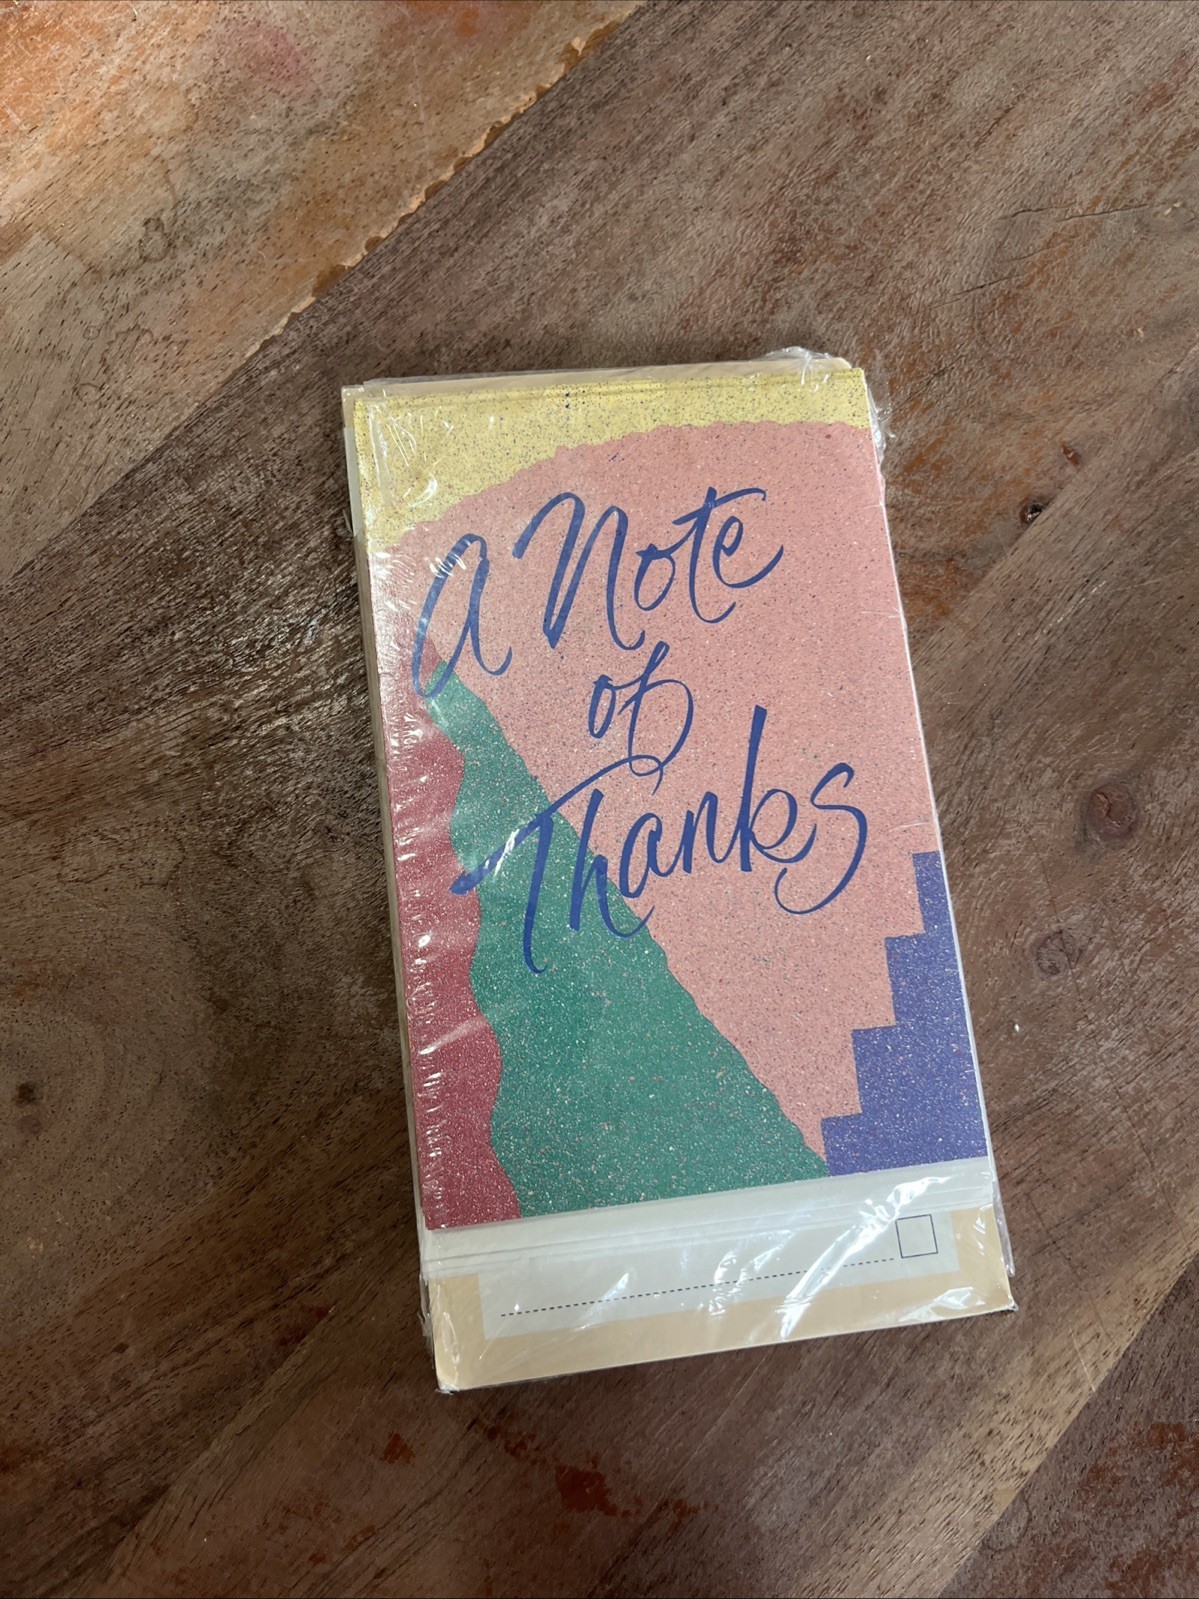 A Note
of
Thanks